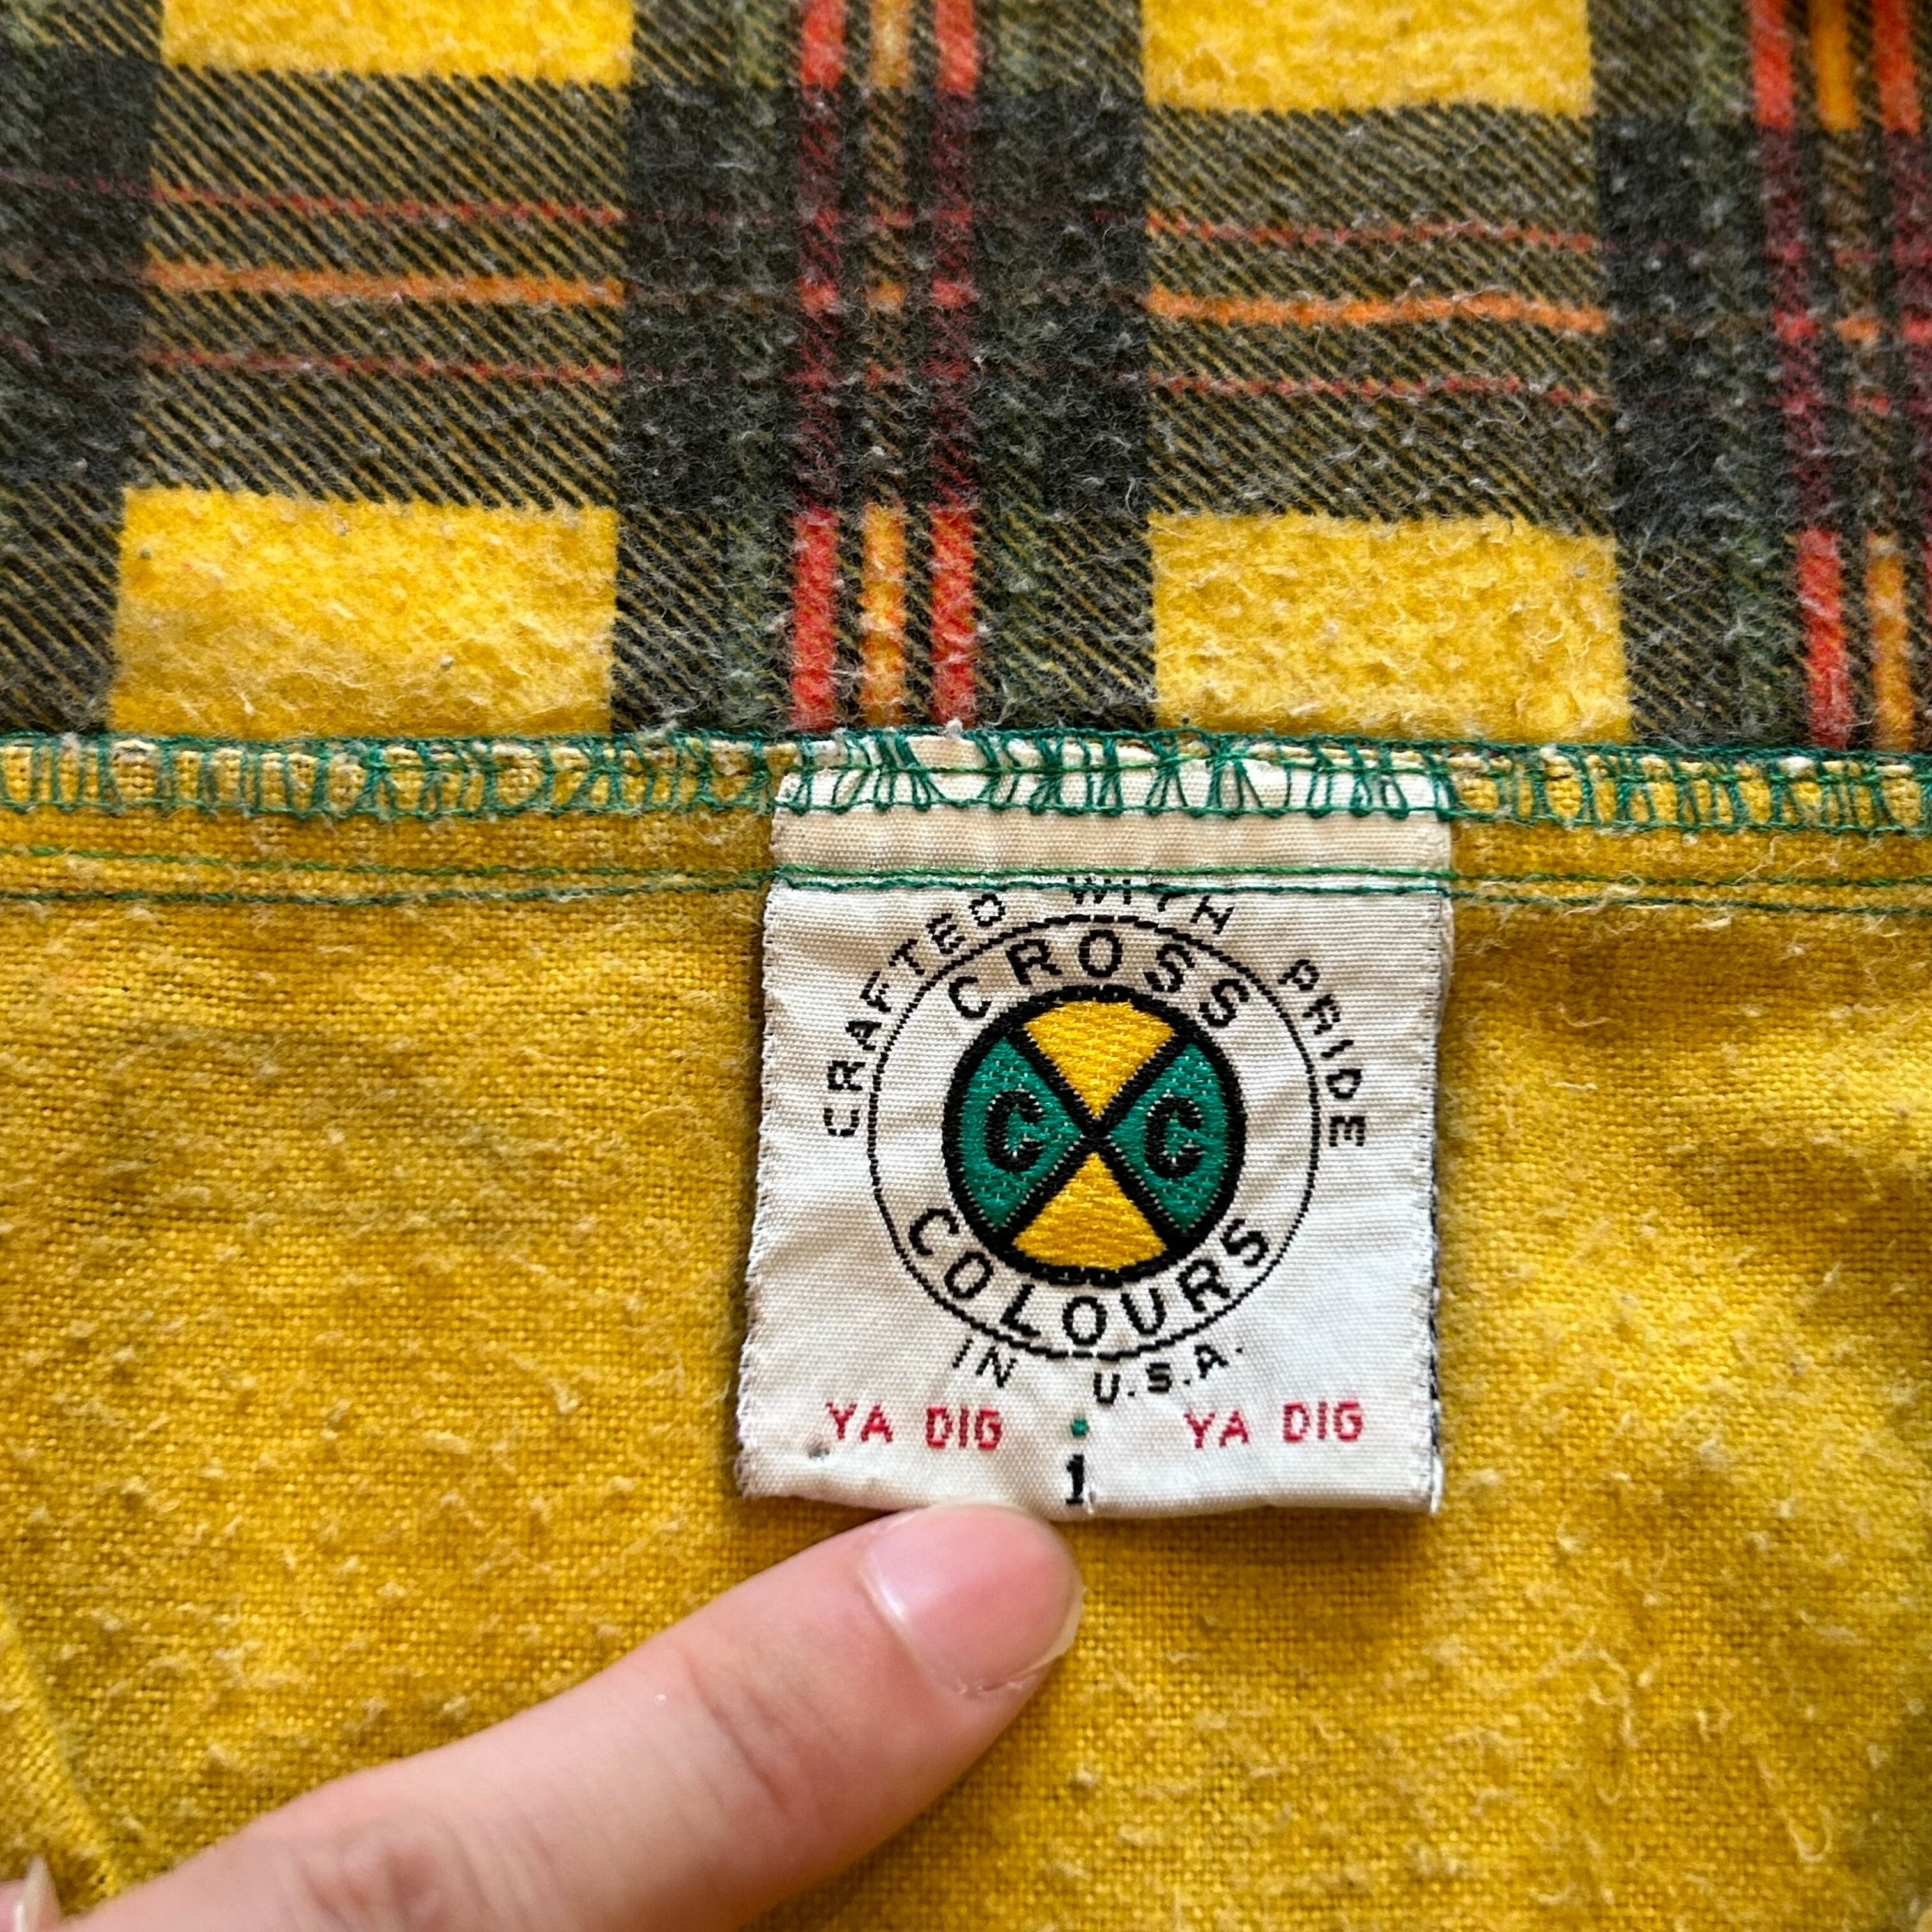 CRAFTED WITH PRIDE
CROSS
C C
COLOURS
IN U.S.A.
YA DIG • YA DIG
1